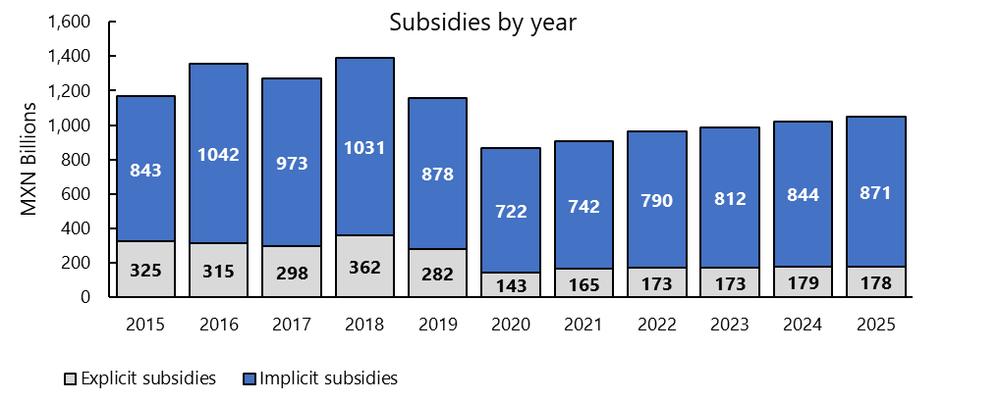 Subsidies by year
MXN Billions
1,600
1,400
1,200
1,000
800
600
400
200
0
843 1042 973 1031 878 722 742 790 812 844 871
325 315 298 362 282 143 165 173 173 179 178
2015 2016 2017 2018 2019 2020 2021 2022 2023 2024 2025
Explicit subsidies Implicit subsidies